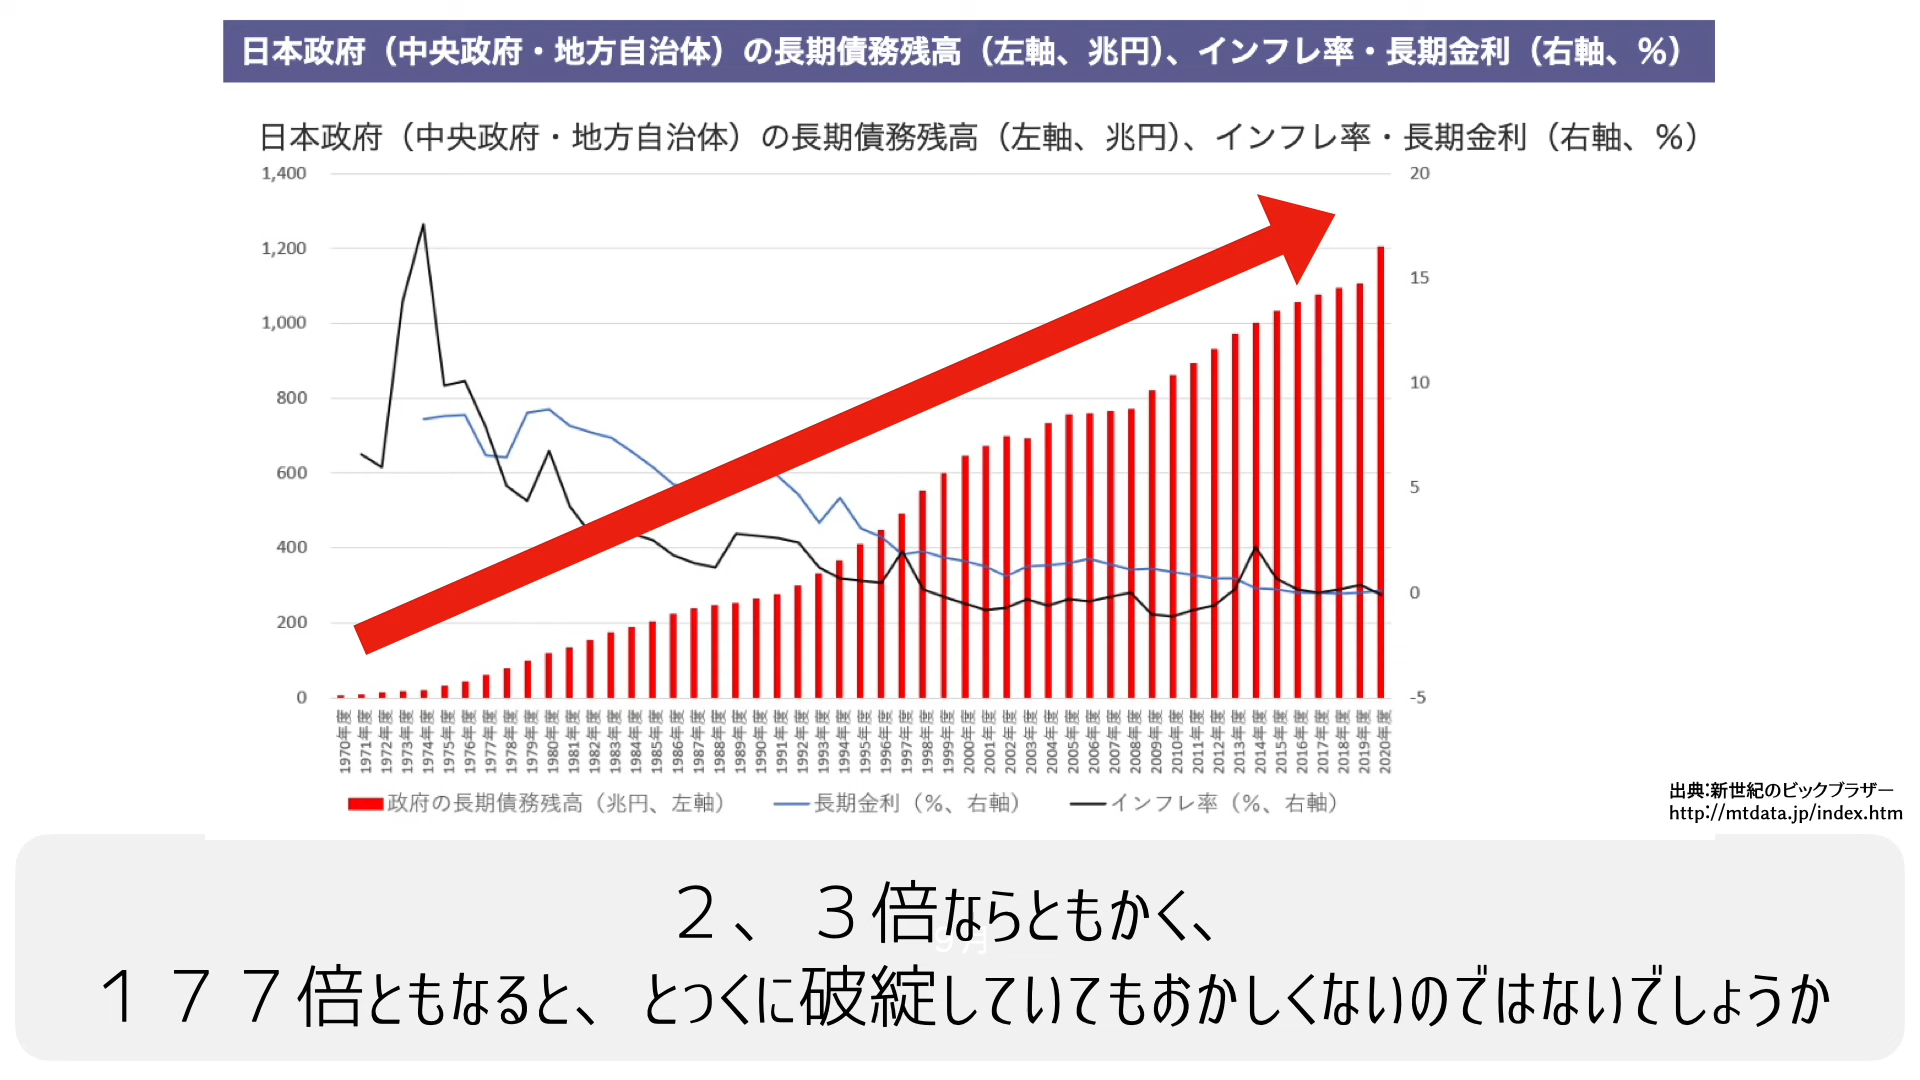 日本政府（中央政府・地方自治体）の長期債務残高（左軸、兆円）、インフレ率・長期金利（右軸、％）
日本政府（中央政府・地方自治体）の長期債務残高（左軸、兆円）、インフレ率・長期金利（右軸、％）
1,400
1,200
1,000
800
600
400
200
0
20
15
10
5
0
-5
1970年度
1971年度
1972年度
1973年度
1974年度
1975年度
1976年度
1977年度
1978年度
1979年度
1980年度
1981年度
1982年度
1983年度
1984年度
1985年度
1986年度
1987年度
1988年度
1989年度
1990年度
1991年度
1992年度
1993年度
1994年度
1995年度
1996年度
1997年度
1998年度
1999年度
2000年度
2001年度
2002年度
2003年度
2004年度
2005年度
2006年度
2007年度
2008年度
2009年度
2010年度
2011年度
2012年度
2013年度
2014年度
2015年度
2016年度
2017年度
2018年度
2019年度
2020年度
政府の長期債務残高（兆円、左軸）
長期金利（％、右軸）
インフレ率（％、右軸）
出典：新世紀のビックブラザー
http://mtdata.jp/index.htm
２、３倍ならともかく、
９月
１７７倍ともなると、とっくに破綻していてもおかしくないのではないでしょうか